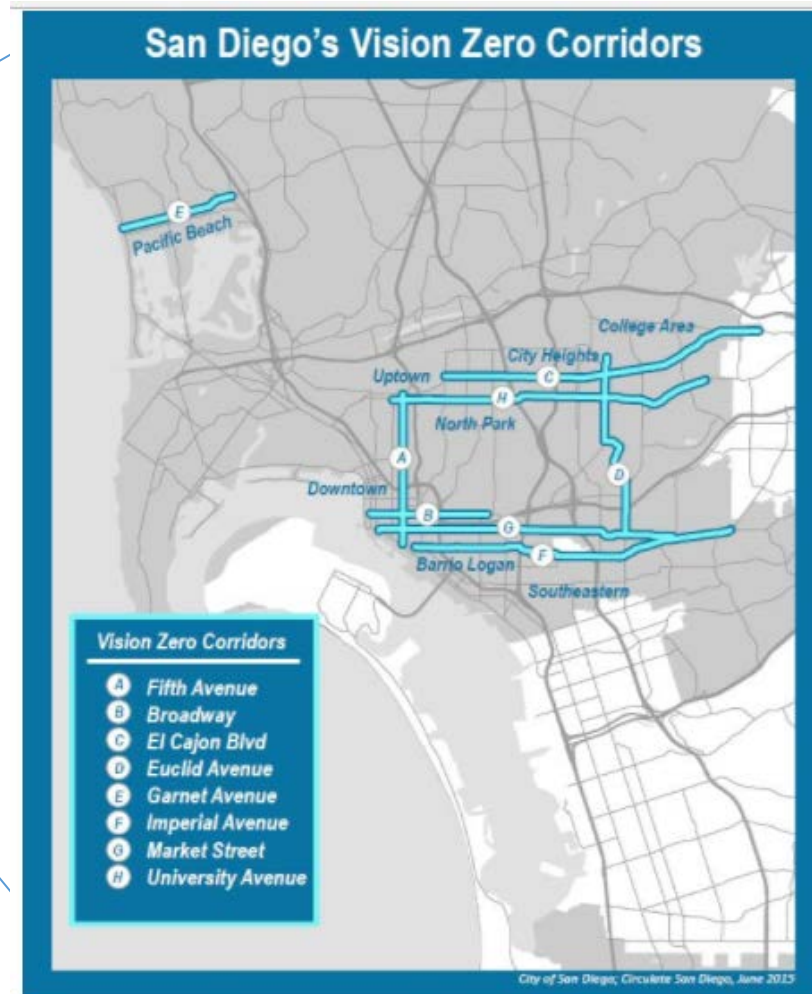 San Diego's Vision Zero Corridors
E
Pacific Beach
College Area
City Heights
Uptown
C
H
North Park
A
D
Downtown
B
G
Barrio Logan
F
Southeastern
Vision Zero Corridors
A Fifth Avenue
B Broadway
C El Cajon Blvd
D Euclid Avenue
E Garnet Avenue
F Imperial Avenue
G Market Street
H University Avenue
City of San Diego; Circulate San Diego, June 2015